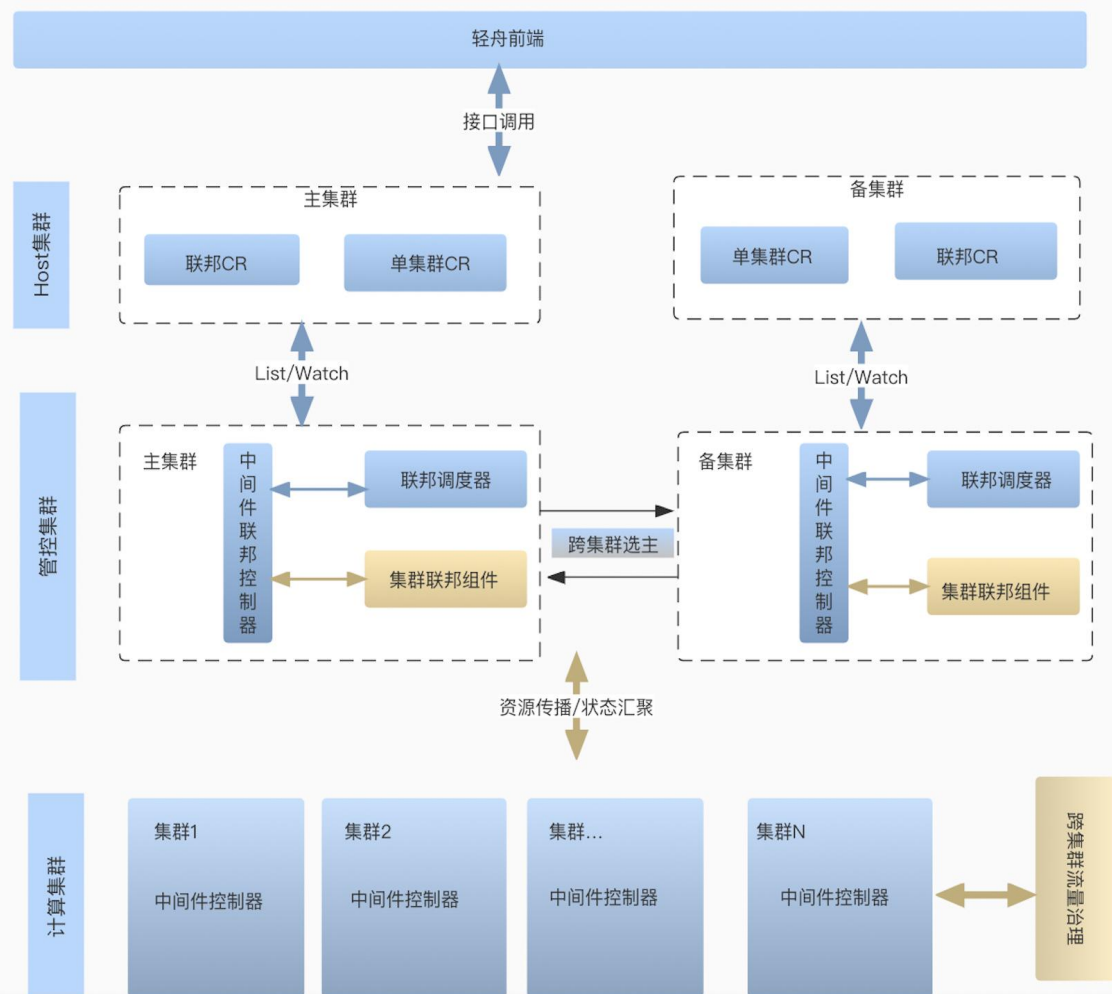 轻舟前端
接口调用
Host集群
主集群
联邦CR
单集群CR
备集群
单集群CR
联邦CR
List/Watch
List/Watch
管控集群
主集群
中间件联邦控制器
联邦调度器
集群联邦组件
跨集群选主
备集群
中间件联邦控制器
联邦调度器
集群联邦组件
资源传播/状态汇聚
计算集群
集群1
中间件控制器
集群2
中间件控制器
集群...
中间件控制器
集群N
中间件控制器
跨集群流量治理